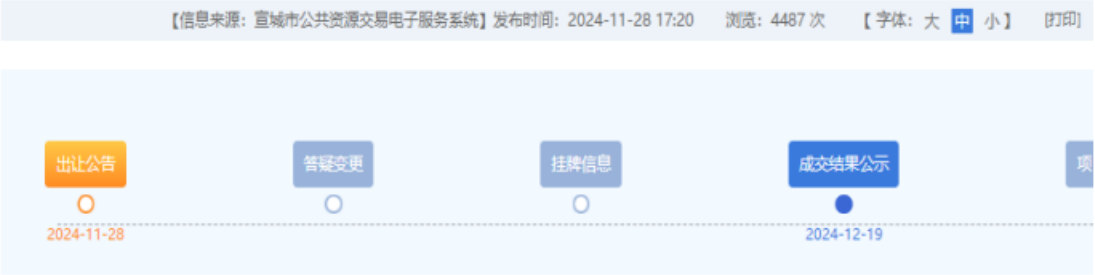 【信息来源：宣城市公共资源交易电子服务系统】发布时间：2024-11-28 17:20 浏览：4487 次 【 字体： 大 中 小 】 [打印]
出让公告 答疑变更 挂牌信息 成交结果公示 项
2024-11-28 2024-12-19